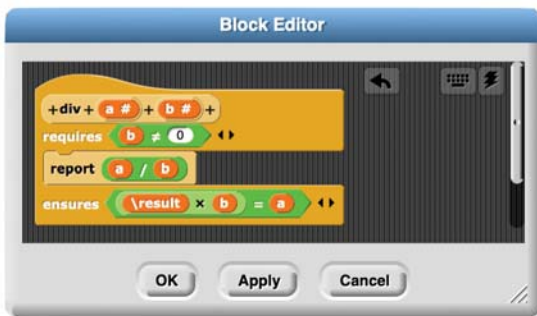 Block Editor
+div+ a # + b # +
requires b ≠ 0
report a / b
ensures \result × b = a
OK Apply Cancel